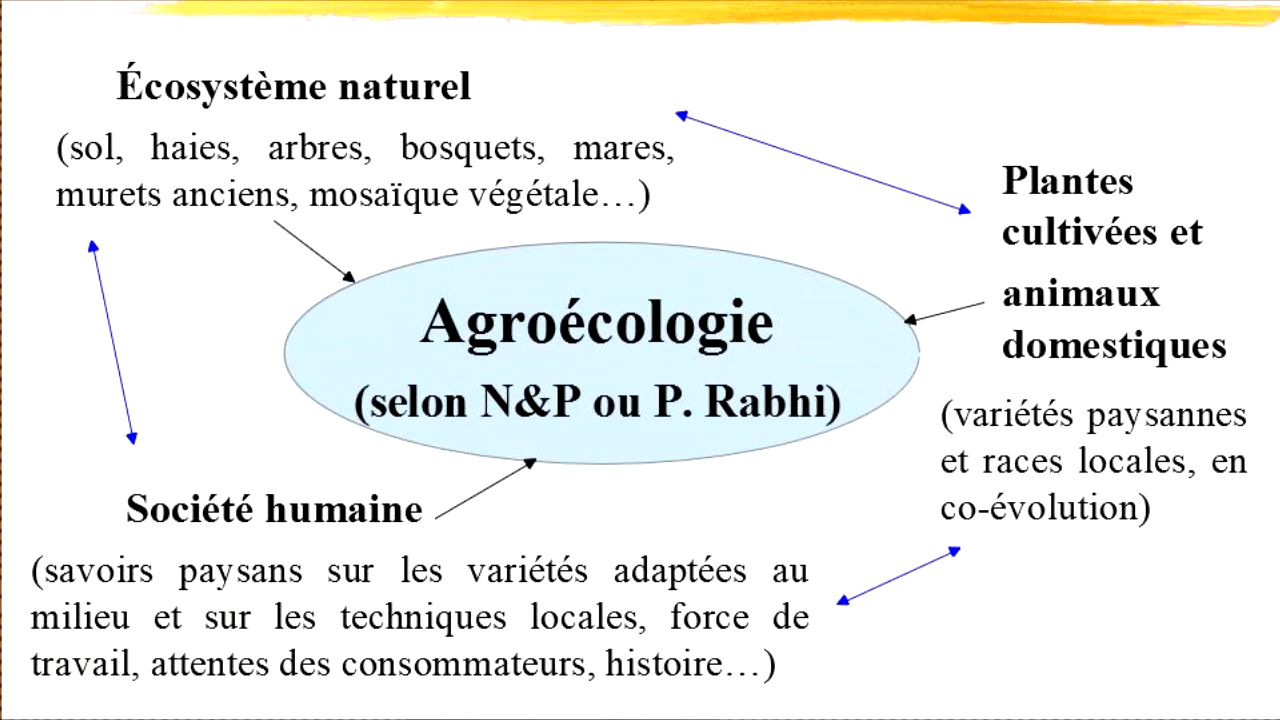 Écosystème naturel
(sol, haies, arbres, bosquets, mares,
murets anciens, mosaïque végétale…)
Plantes
cultivées et
animaux
domestiques
(variétés paysannes
et races locales, en
co-évolution)
Agroécologie
(selon N&P ou P. Rabhi)
Société humaine
(savoirs paysans sur les variétés adaptées au
milieu et sur les techniques locales, force de
travail, attentes des consommateurs, histoire…)